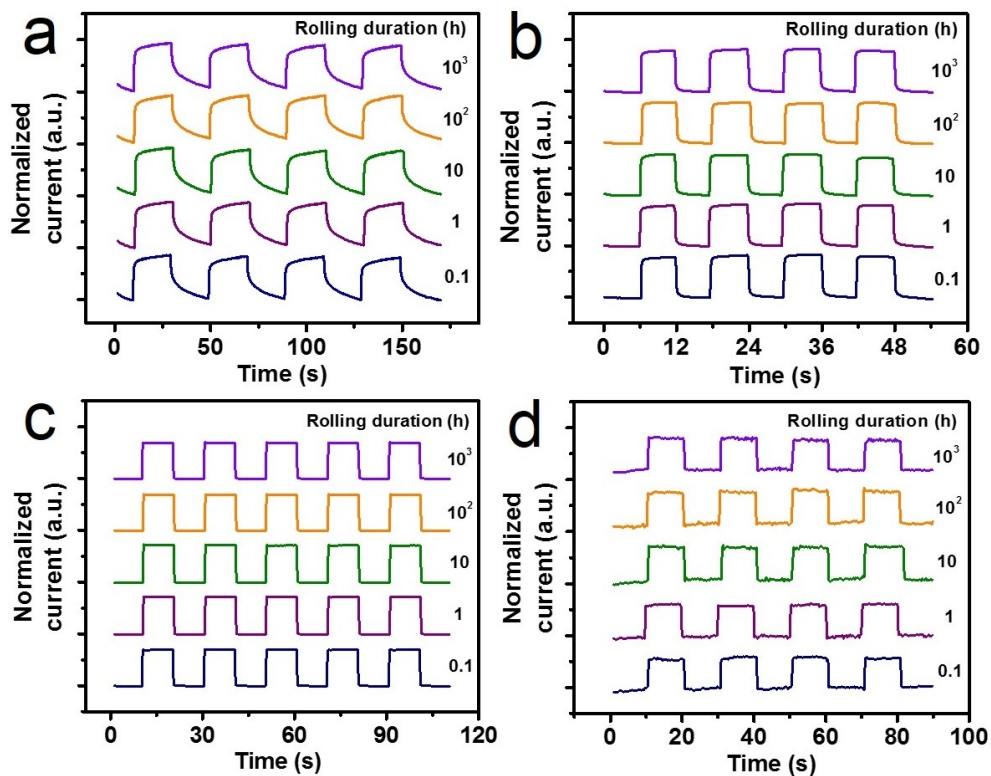 a
Rolling duration (h)
10³
10²
10
1
0.1
Normalized
current (a.u.)
0 50 100 150
Time (s)
b
Rolling duration (h)
10³
10²
10
1
0.1
Normalized
current (a.u.)
0 12 24 36 48 60
Time (s)
c
Rolling duration (h)
10³
10²
10
1
0.1
Normalized
current (a.u.)
0 30 60 90 120
Time (s)
d
Rolling duration (h)
10³
10²
10
1
0.1
Normalized
current (a.u.)
0 20 40 60 80 100
Time (s)